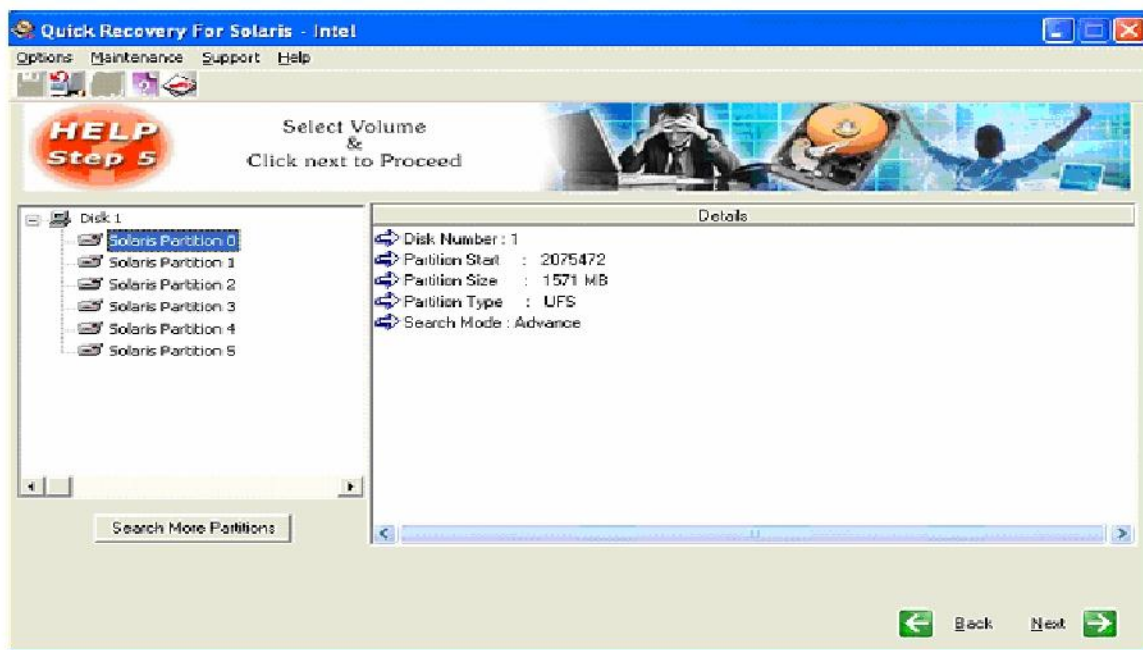 Quick Recovery For Solaris - Intel
Options Maintenance Support Help
HELP
Step 5
Select Volume
&
Click next to Proceed
Disk 1
Solaris Partition 0
Solaris Partition 1
Solaris Partition 2
Solaris Partition 3
Solaris Partition 4
Solaris Partition 5
Search More Partitions
Details
Disk Number : 1
Partition Start : 2075472
Partition Size : 1571 MB
Partition Type : UFS
Search Mode : Advance
Back Next